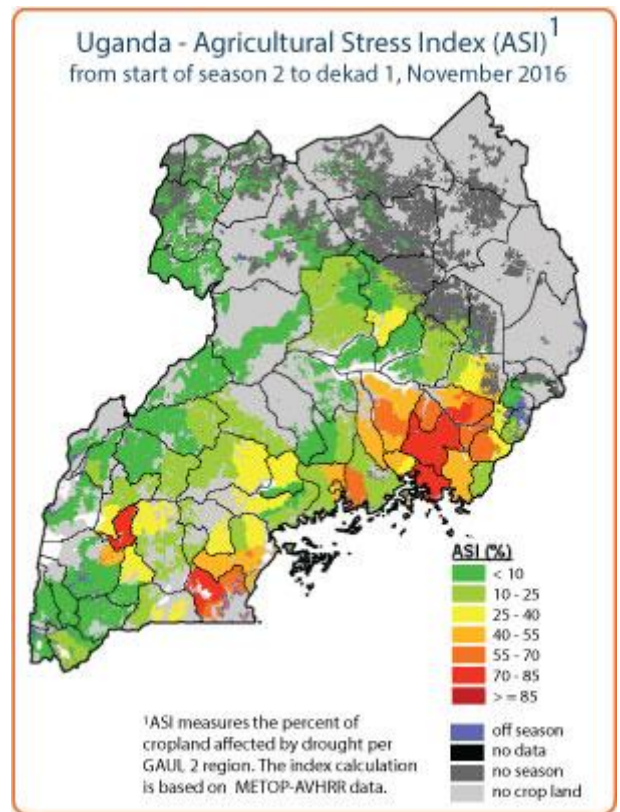 Uganda - Agricultural Stress Index (ASI)¹
from start of season 2 to dekad 1, November 2016
ASI (%)
< 10
10 - 25
25 - 40
40 - 55
55 - 70
70 - 85
> = 85
off season
no data
no season
no crop land
¹ASI measures the percent of
cropland affected by drought per
GAUL 2 region. The index calculation
is based on METOP-AVHRR data.